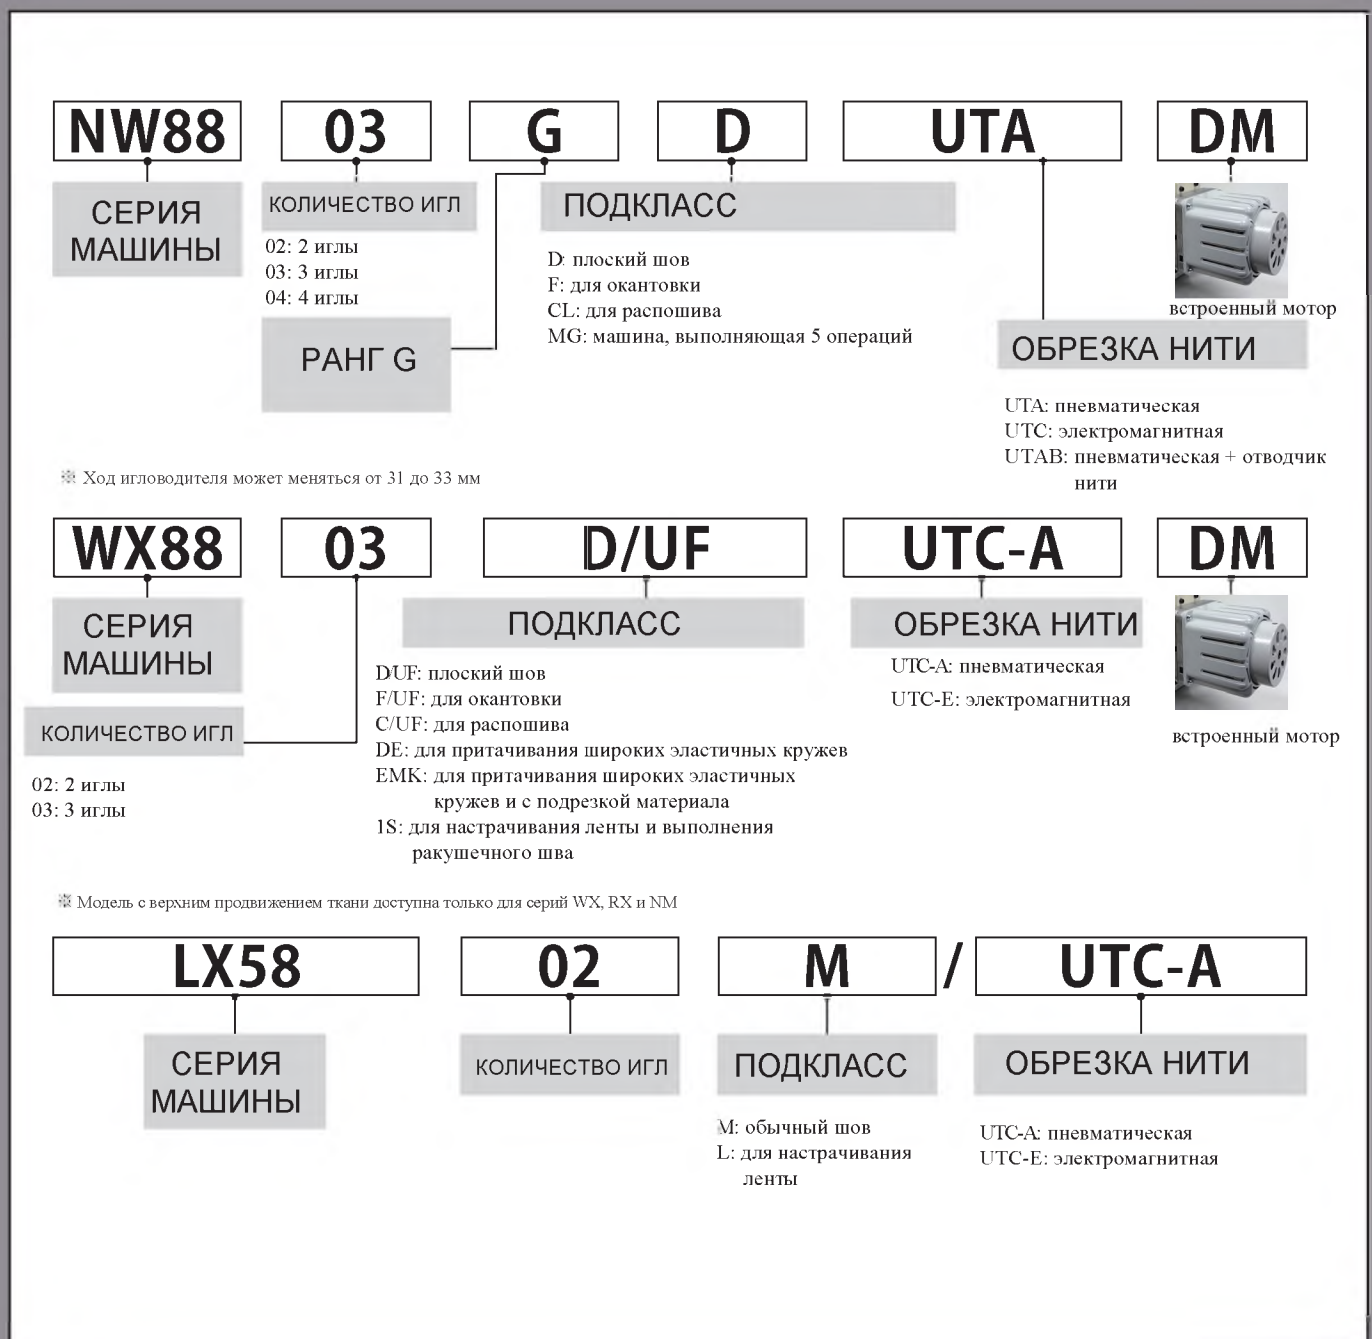 NW88 03 G D UTA DM
СЕРИЯ
МАШИНЫ
КОЛИЧЕСТВО ИГЛ
02: 2 иглы
03: 3 иглы
04: 4 иглы
РАНГ G
ПОДКЛАСС
D: плоский шов
F: для окантовки
CL: для распошива
MG: машина, выполняющая 5 операций
встроенный мотор
ОБРЕЗКА НИТИ
UTA: пневматическая
UTC: электромагнитная
UTAB: пневматическая + отводчик
нити
※ Ход игловодителя может меняться от 31 до 33 мм
WX88 03 D/UF UTC-A DM
СЕРИЯ
МАШИНЫ
КОЛИЧЕСТВО ИГЛ
02: 2 иглы
03: 3 иглы
ПОДКЛАСС
D/UF: плоский шов
F/UF: для окантовки
C/UF: для распошива
DE: для притачивания широких эластичных кружев
EMK: для притачивания широких эластичных
кружев и с подрезкой материала
1S: для настрачивания ленты и выполнения
ракушечного шва
ОБРЕЗКА НИТИ
UTC-A: пневматическая
UTC-E: электромагнитная
встроенный мотор
※ Модель с верхним продвижением ткани доступна только для серий WX, RX и NM
LX58 02 M / UTC-A
СЕРИЯ
МАШИНЫ
КОЛИЧЕСТВО ИГЛ
ПОДКЛАСС
M: обычный шов
L: для настрачивания
ленты
ОБРЕЗКА НИТИ
UTC-A: пневматическая
UTC-E: электромагнитная